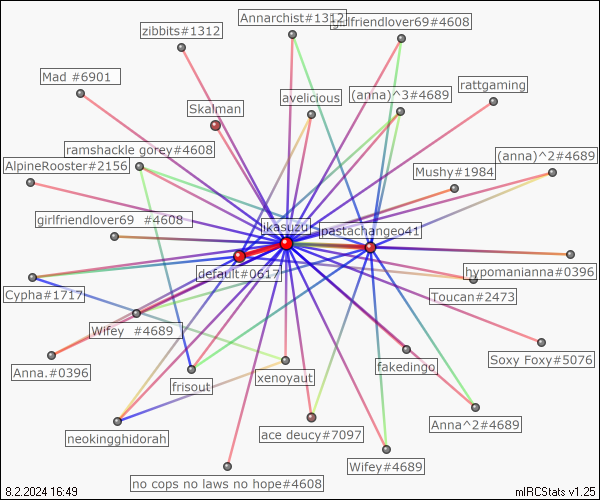 Annarchist#1312
girlfriendlover69#4608
zibbits#1312
Mad #6901
rattgaming
(anna)^3#4689
avelicious
Skalman
ramshackle gorey#4608
(anna)^2#4689
AlpineRooster#2156
Mushy#1984
girlfriendlover69 #4608
ikasuzu
pastachangeo41
default#0617
hypomanianna#0396
Cypha#1717
Toucan#2473
Wifey #4689
Soxy Foxy#5076
Anna.#0396
fakedingo
xenoyaut
frisout
Anna^2#4689
neokingghidorah
ace deucy#7097
Wifey#4689
no cops no laws no hope#4608
8.2.2024 16:49
mIRCStats v1.25